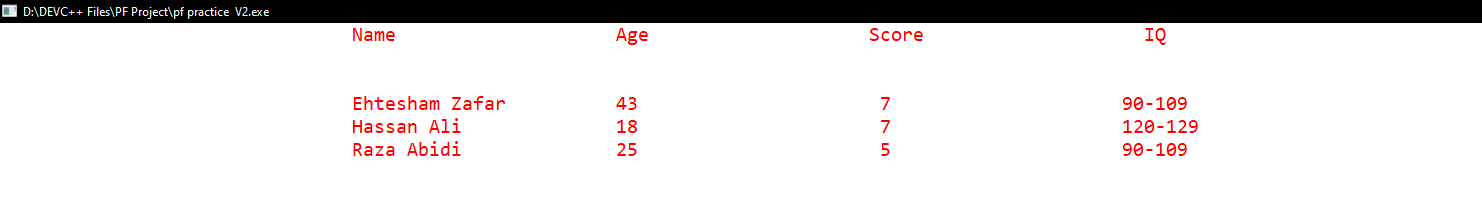 D:\DEVC++ Files\PF Project\pf practice  V2.exe
Name Age Score IQ
Ehtesham Zafar 43 7 90-109
Hassan Ali 18 7 120-129
Raza Abidi 25 5 90-109